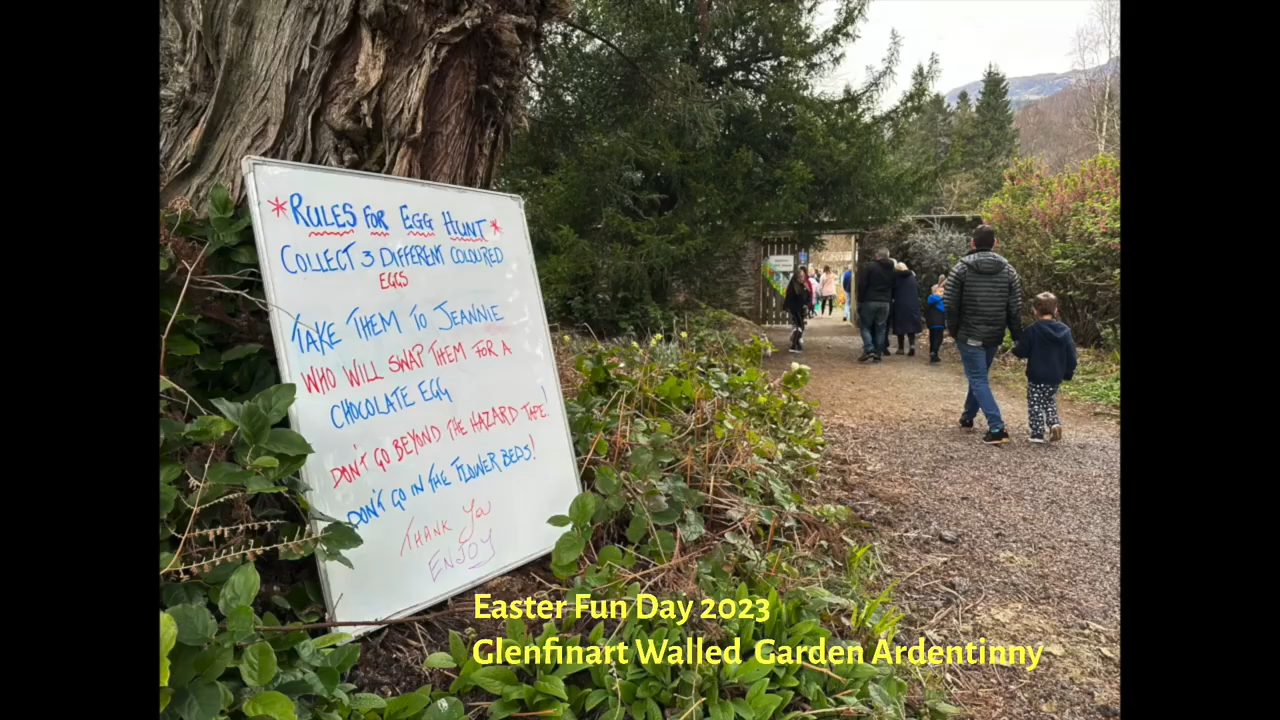 *RULES FOR EGG HUNT*
COLLECT 3 DIFFERENT COLOURED
EGGS
TAKE THEM TO JEANNIE
WHO WILL SWAP THEM FOR A
CHOCOLATE EGG
DON'T GO BEYOND THE HAZARD TAPE!
DON'T GO IN THE FLOWER BEDS!
THANK YOU
ENJOY
Easter Fun Day 2023
Glenfinart Walled Garden Ardentinny